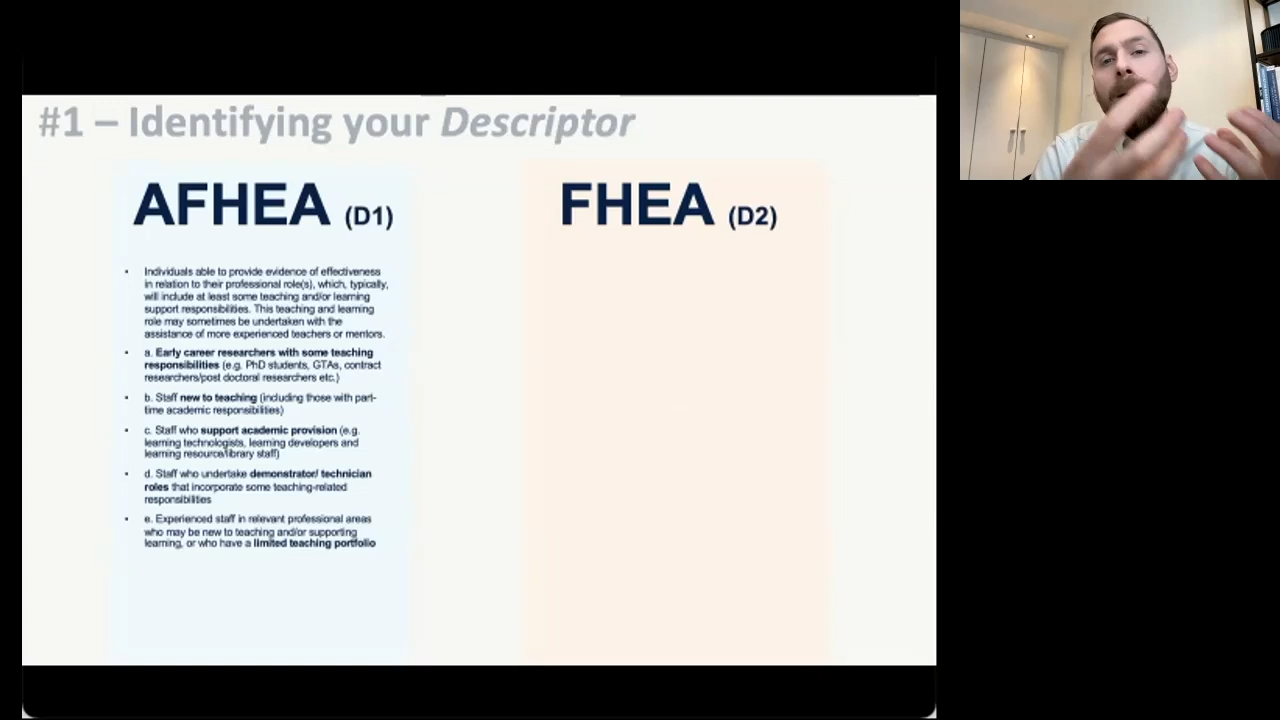 #1 – Identifying your Descriptor
AFHEA (D1)
• Individuals able to provide evidence of effectiveness
in relation to their professional role(s), which, typically,
will include at least some teaching and/or learning
support responsibilities. This teaching and learning
role may sometimes be undertaken with the
assistance of more experienced teachers or mentors.
• a. Early career researchers with some teaching
responsibilities (e.g. PhD students, GTAs, contract
researchers/post doctoral researchers etc.)
• b. Staff new to teaching (including those with part-
time academic responsibilities)
• c. Staff who support academic provision (e.g.
learning technologists, learning developers and
learning resource/library staff)
• d. Staff who undertake demonstrator/ technician
roles that incorporate some teaching-related
responsibilities
• e. Experienced staff in relevant professional areas
who may be new to teaching and/or supporting
learning, or who have a limited teaching portfolio
FHEA (D2)